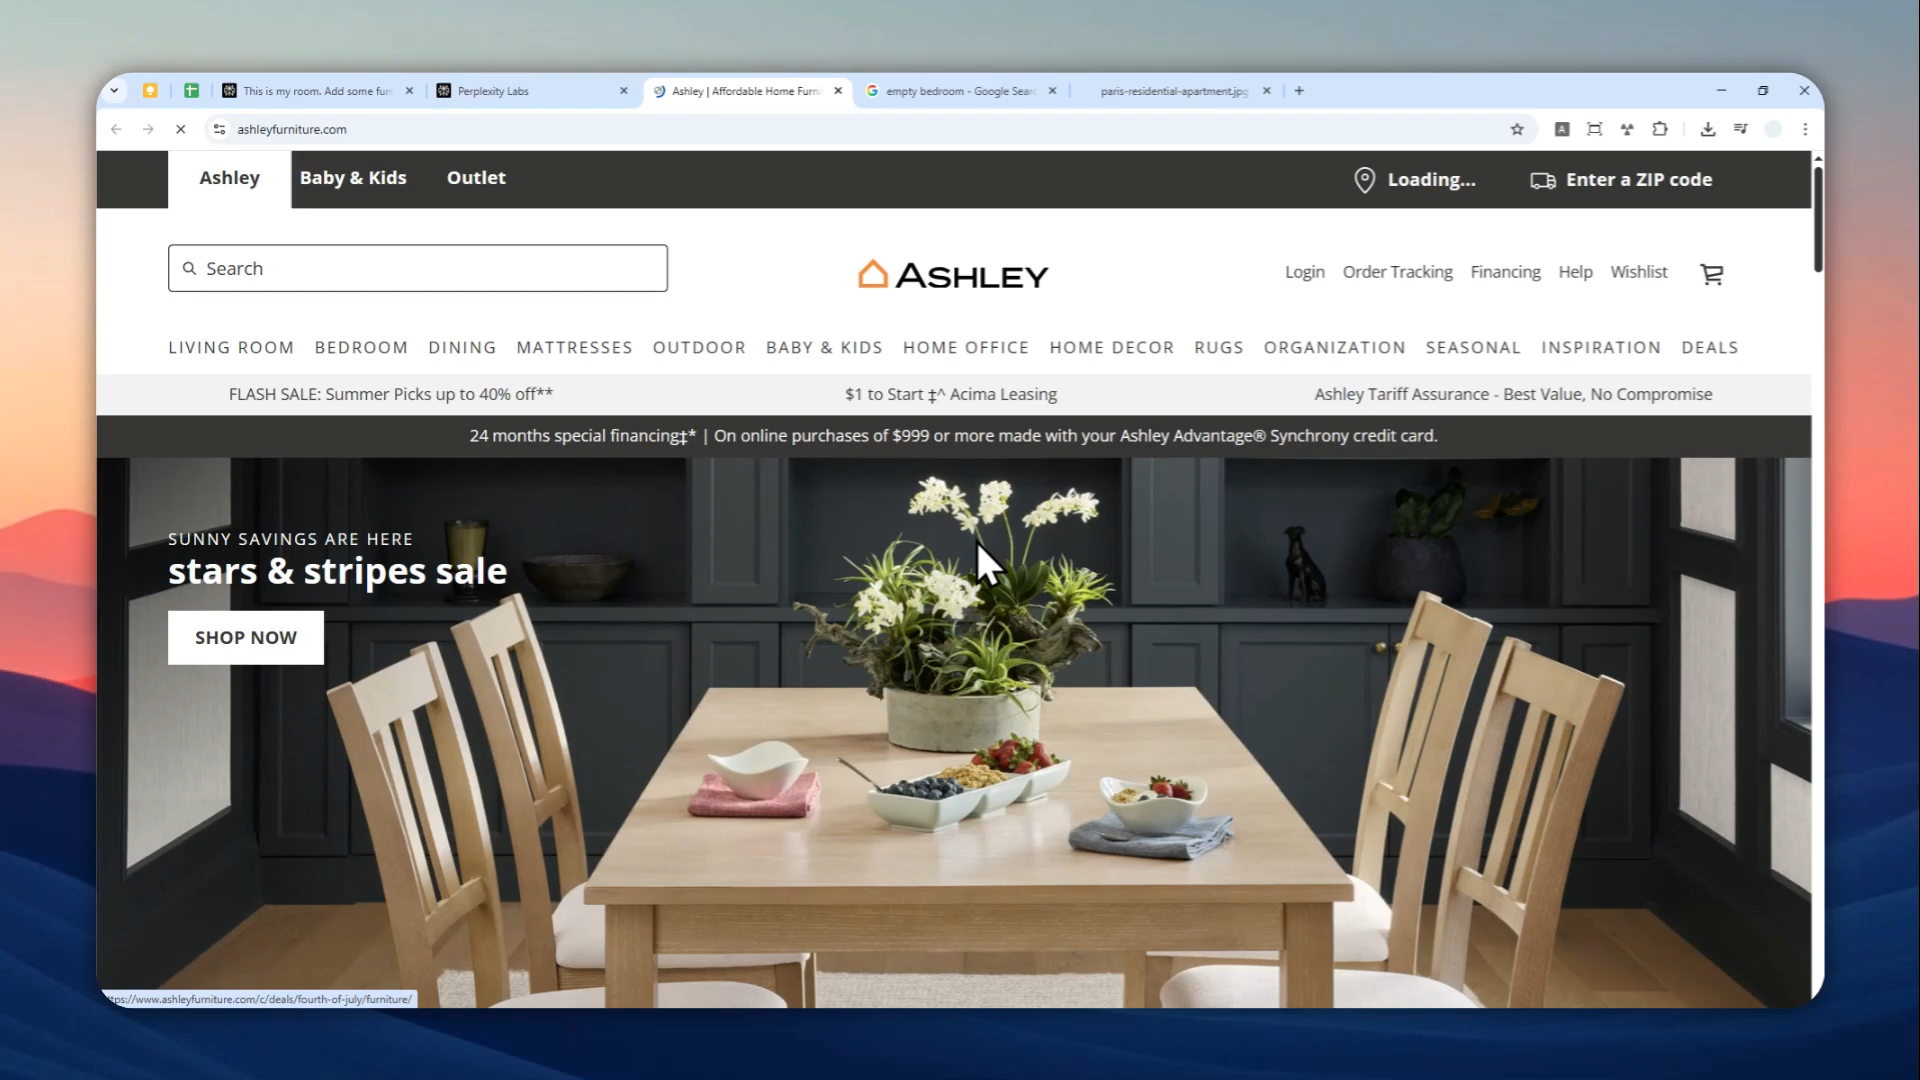 This is my room. Add some fur
Perplexity Labs
Ashley | Affordable Home Furni
empty bedroom - Google Sear
paris-residential-apartment.jpg
ashleyfurniture.com
Ashley
Baby & Kids
Outlet
Loading...
Enter a ZIP code
Search
ASHLEY
Login
Order Tracking
Financing
Help
Wishlist
LIVING ROOM
BEDROOM
DINING
MATTRESSES
OUTDOOR
BABY & KIDS
HOME OFFICE
HOME DECOR
RUGS
ORGANIZATION
SEASONAL
INSPIRATION
DEALS
FLASH SALE: Summer Picks up to 40% off**
$1 to Start ‡^ Acima Leasing
Ashley Tariff Assurance - Best Value, No Compromise
24 months special financing‡* | On online purchases of $999 or more made with your Ashley Advantage® Synchrony credit card.
SUNNY SAVINGS ARE HERE
stars & stripes sale
SHOP NOW
ttps://www.ashleyfurniture.com/c/deals/fourth-of-july/furniture/